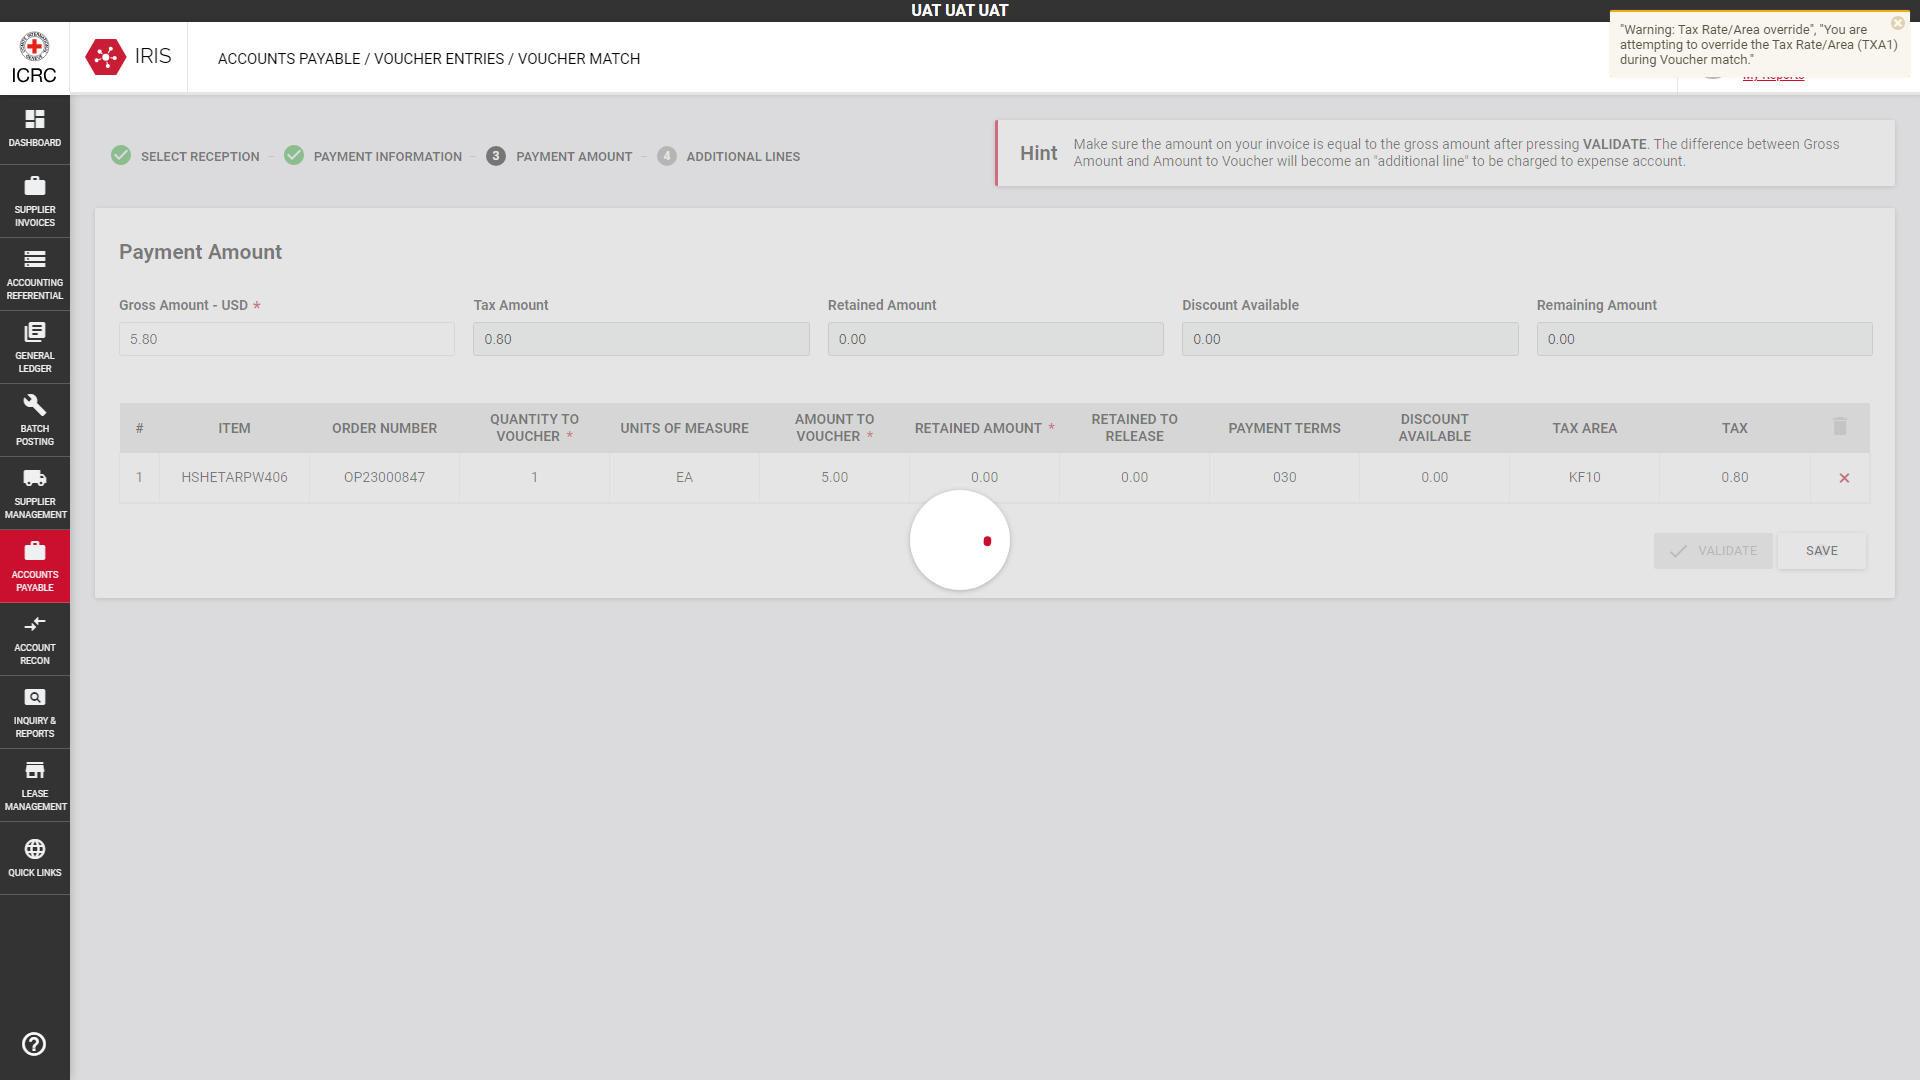 UAT UAT UAT
ICRC
IRIS
ACCOUNTS PAYABLE / VOUCHER ENTRIES / VOUCHER MATCH
"Warning: Tax Rate/Area override", "You are
attempting to override the Tax Rate/Area (TXA1)
during Voucher match."
My Reports
DASHBOARD
SUPPLIER
INVOICES
ACCOUNTING
REFERENTIAL
GENERAL
LEDGER
BATCH
POSTING
SUPPLIER
MANAGEMENT
ACCOUNTS
PAYABLE
ACCOUNT
RECON
INQUIRY &
REPORTS
LEASE
MANAGEMENT
QUICK LINKS
SELECT RECEPTION
PAYMENT INFORMATION
3 PAYMENT AMOUNT
4 ADDITIONAL LINES
Hint
Make sure the amount on your invoice is equal to the gross amount after pressing VALIDATE. The difference between Gross
Amount and Amount to Voucher will become an "additional line" to be charged to expense account.
Payment Amount
Gross Amount - USD * Tax Amount Retained Amount Discount Available Remaining Amount
5.80 0.80 0.00 0.00 0.00
# ITEM ORDER NUMBER QUANTITY TO VOUCHER * UNITS OF MEASURE AMOUNT TO VOUCHER * RETAINED AMOUNT * RETAINED TO RELEASE PAYMENT TERMS DISCOUNT AVAILABLE TAX AREA TAX
1 HSHETARPW406 OP23000847 1 EA 5.00 0.00 0.00 030 0.00 KF10 0.80
VALIDATE SAVE